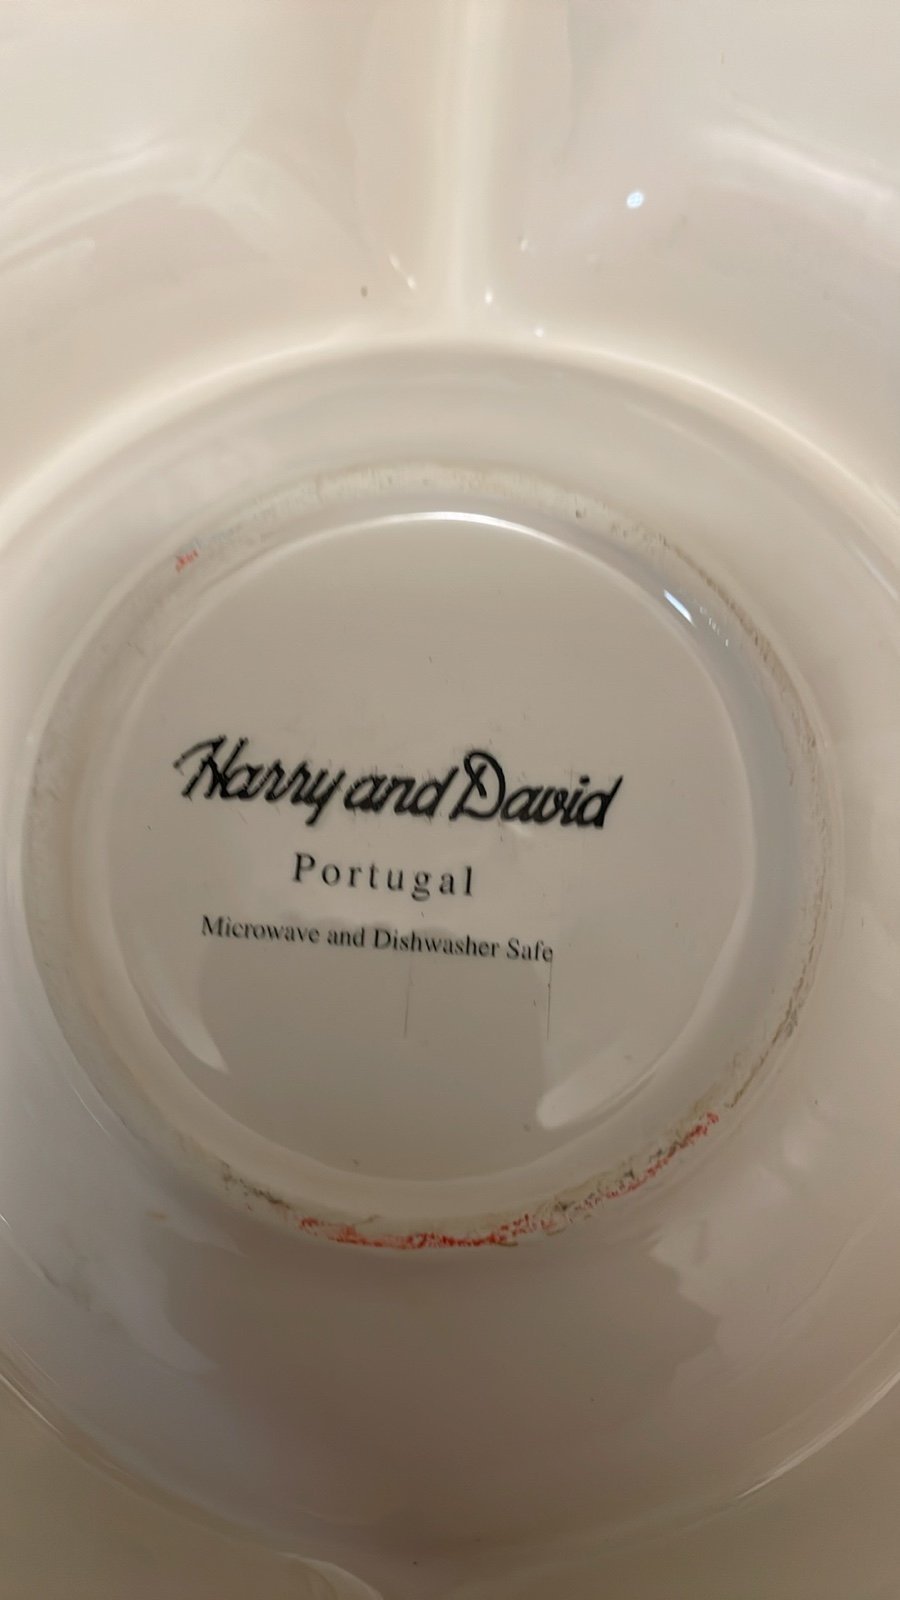 Harry and David
Portugal
Microwave and Dishwasher Safe